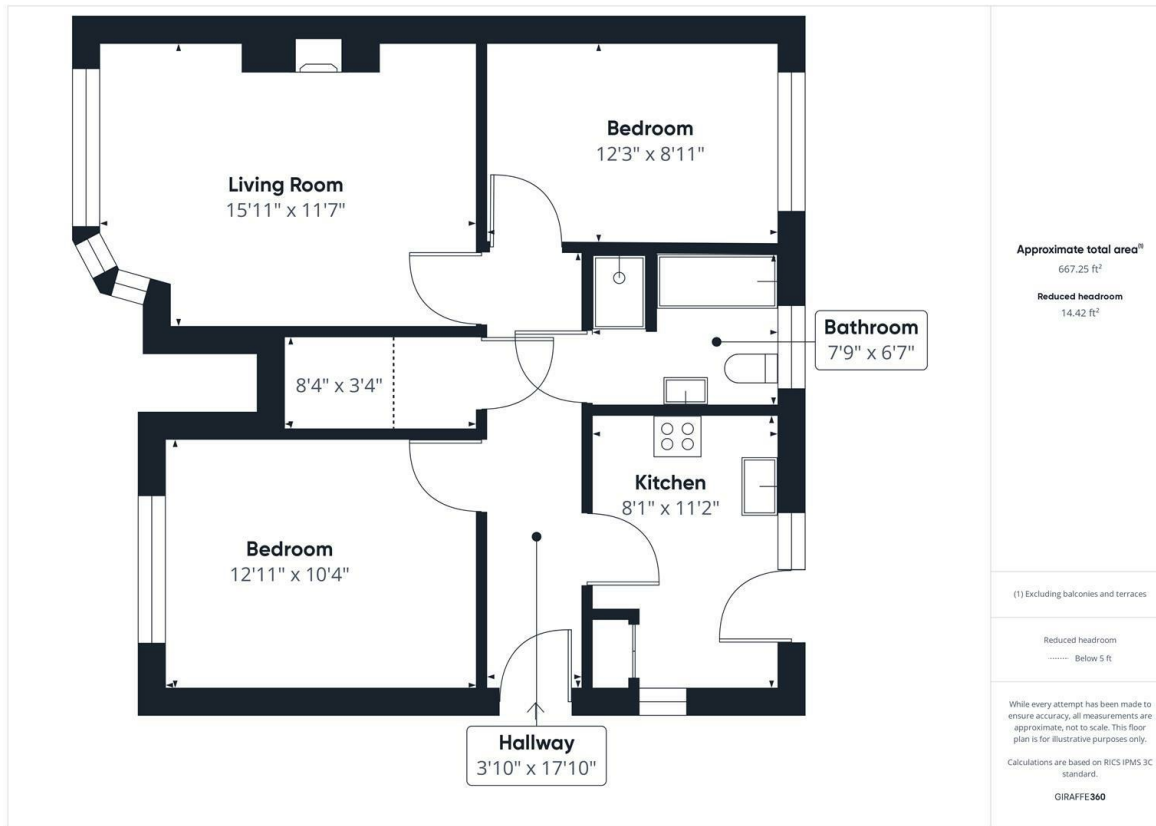 Living Room
15'11" x 11'7"
Bedroom
12'3" x 8'11"
Bathroom
7'9" x 6'7"
8'4" x 3'4"
Kitchen
8'1" x 11'2"
Bedroom
12'11" x 10'4"
Hallway
3'10" x 17'10"
Approximate total area(1)
667.25 ft²
Reduced headroom
14.42 ft²
(1) Excluding balconies and terraces
Reduced headroom
Below 5 ft
While every attempt has been made to
ensure accuracy, all measurements are
approximate, not to scale. This floor
plan is for illustrative purposes only.
Calculations are based on RICS IPMS 3C
standard.
GIRAFFE360